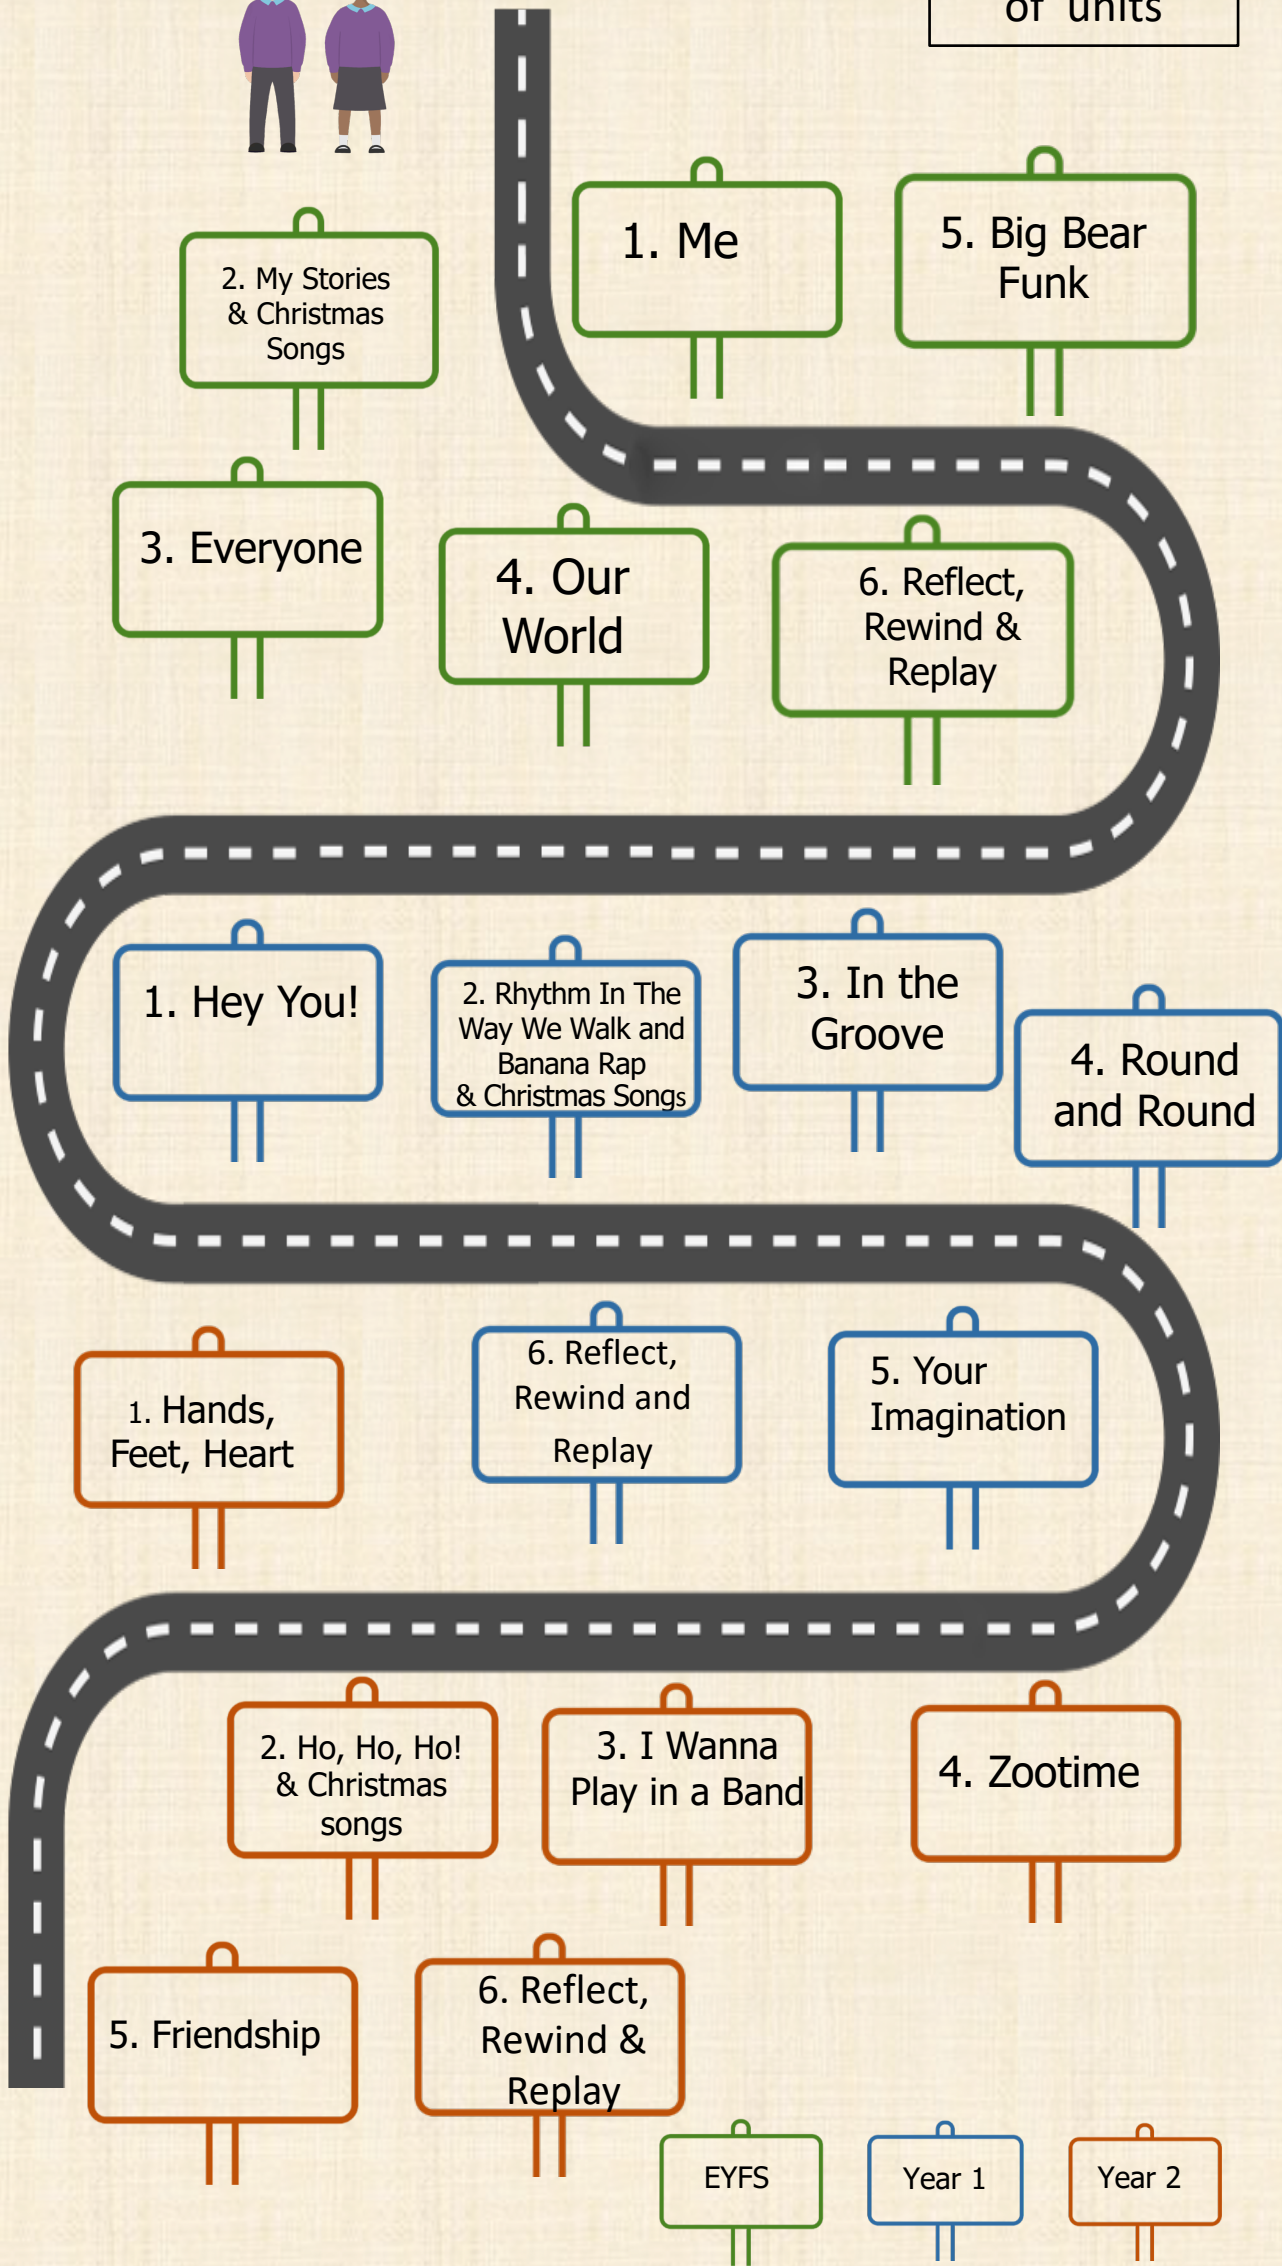 of units
1. Me
5. Big Bear
Funk
2. My Stories
& Christmas
Songs
3. Everyone
4. Our
World
6. Reflect,
Rewind &
Replay
1. Hey You!
2. Rhythm In The
Way We Walk and
Banana Rap
& Christmas Songs
3. In the
Groove
4. Round
and Round
1. Hands,
Feet, Heart
6. Reflect,
Rewind and
Replay
5. Your
Imagination
2. Ho, Ho, Ho!
& Christmas
songs
3. I Wanna
Play in a Band
4. Zootime
5. Friendship
6. Reflect,
Rewind &
Replay
EYFS
Year 1
Year 2